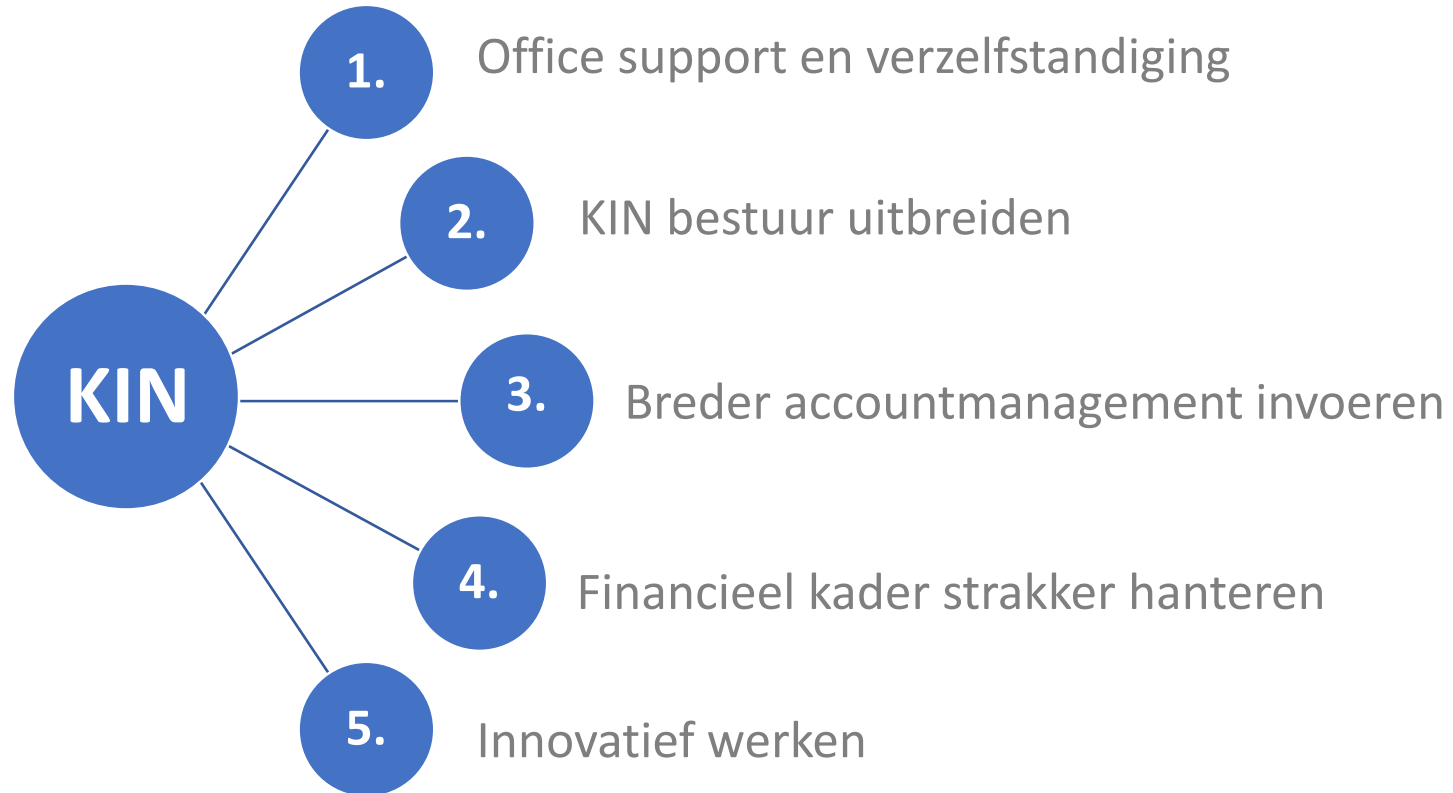 1. Office support en verzelfstandiging
2. KIN bestuur uitbreiden
KIN
3. Breder accountmanagement invoeren
4. Financieel kader strakker hanteren
5. Innovatief werken